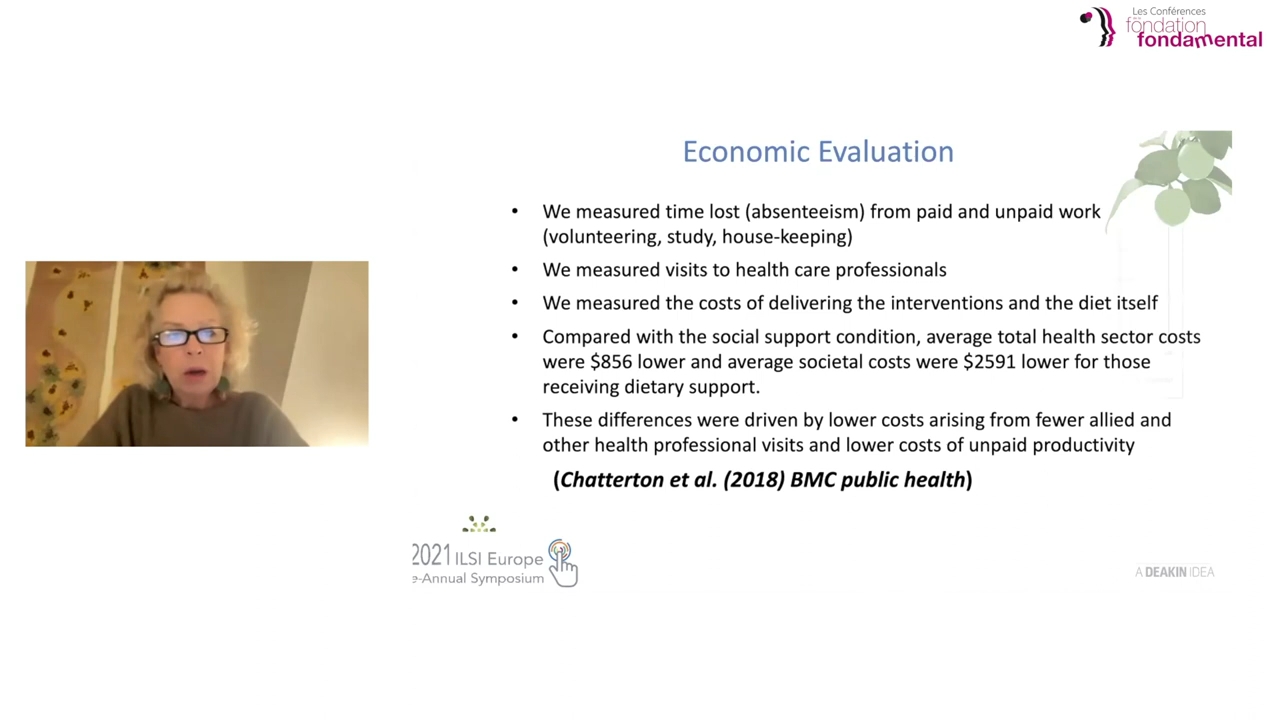 Les Conférences
fondation
fondamental
Economic Evaluation
• We measured time lost (absenteeism) from paid and unpaid work
(volunteering, study, house-keeping)
• We measured visits to health care professionals
• We measured the costs of delivering the interventions and the diet itself
• Compared with the social support condition, average total health sector costs
were $856 lower and average societal costs were $2591 lower for those
receiving dietary support.
• These differences were driven by lower costs arising from fewer allied and
other health professional visits and lower costs of unpaid productivity
(Chatterton et al. (2018) BMC public health)
2021 ILSI Europe
e-Annual Symposium
A DEAKIN IDEA